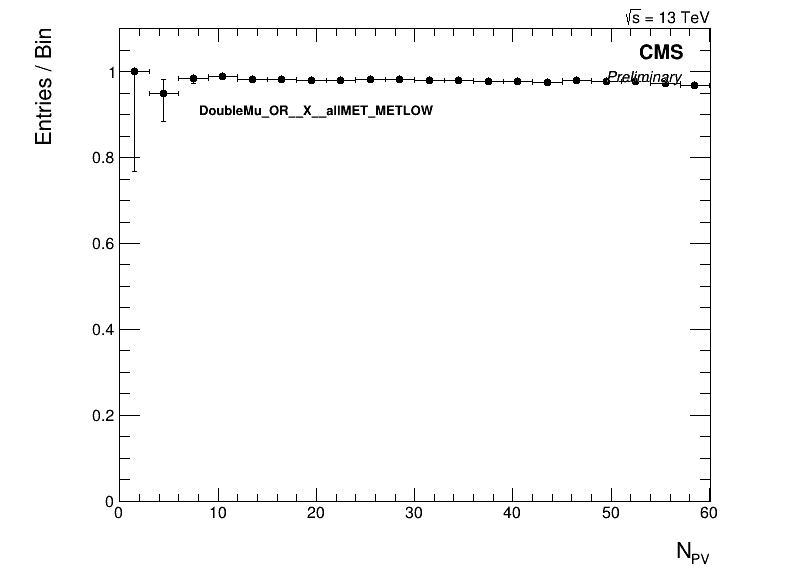 √s = 13 TeV
Entries / Bin
CMS
Preliminary
1
DoubleMu_OR__X__allMET_METLOW
0.8
0.6
0.4
0.2
0
0 10 20 30 40 50 60
N_PV